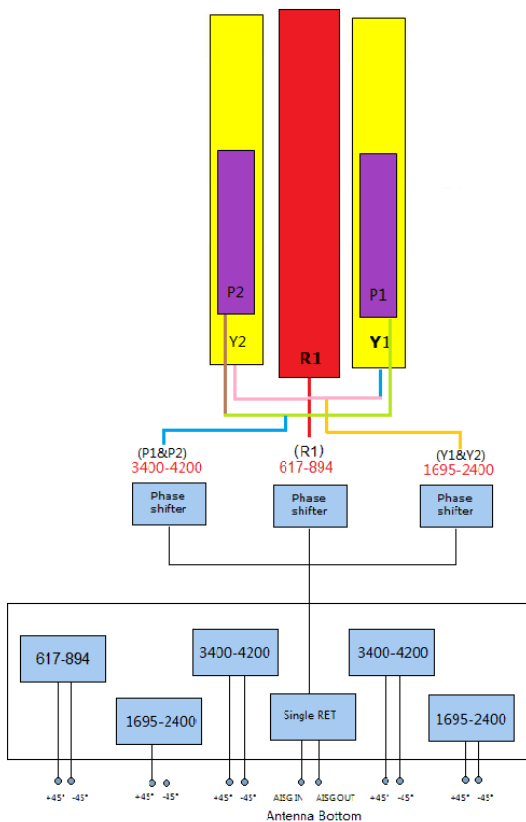 P2
P1
Y2
Y1
R1
(P1&P2)
3400-4200
(R1)
617-894
(Y1&Y2)
1695-2400
Phase
shifter
Phase
shifter
Phase
shifter
617-894
3400-4200
3400-4200
1695-2400
Single RET
1695-2400
+45° -45°
+45° -45°
+45° -45°
AISG IN
AISG OUT
+45° -45°
+45° -45°
Antenna Bottom